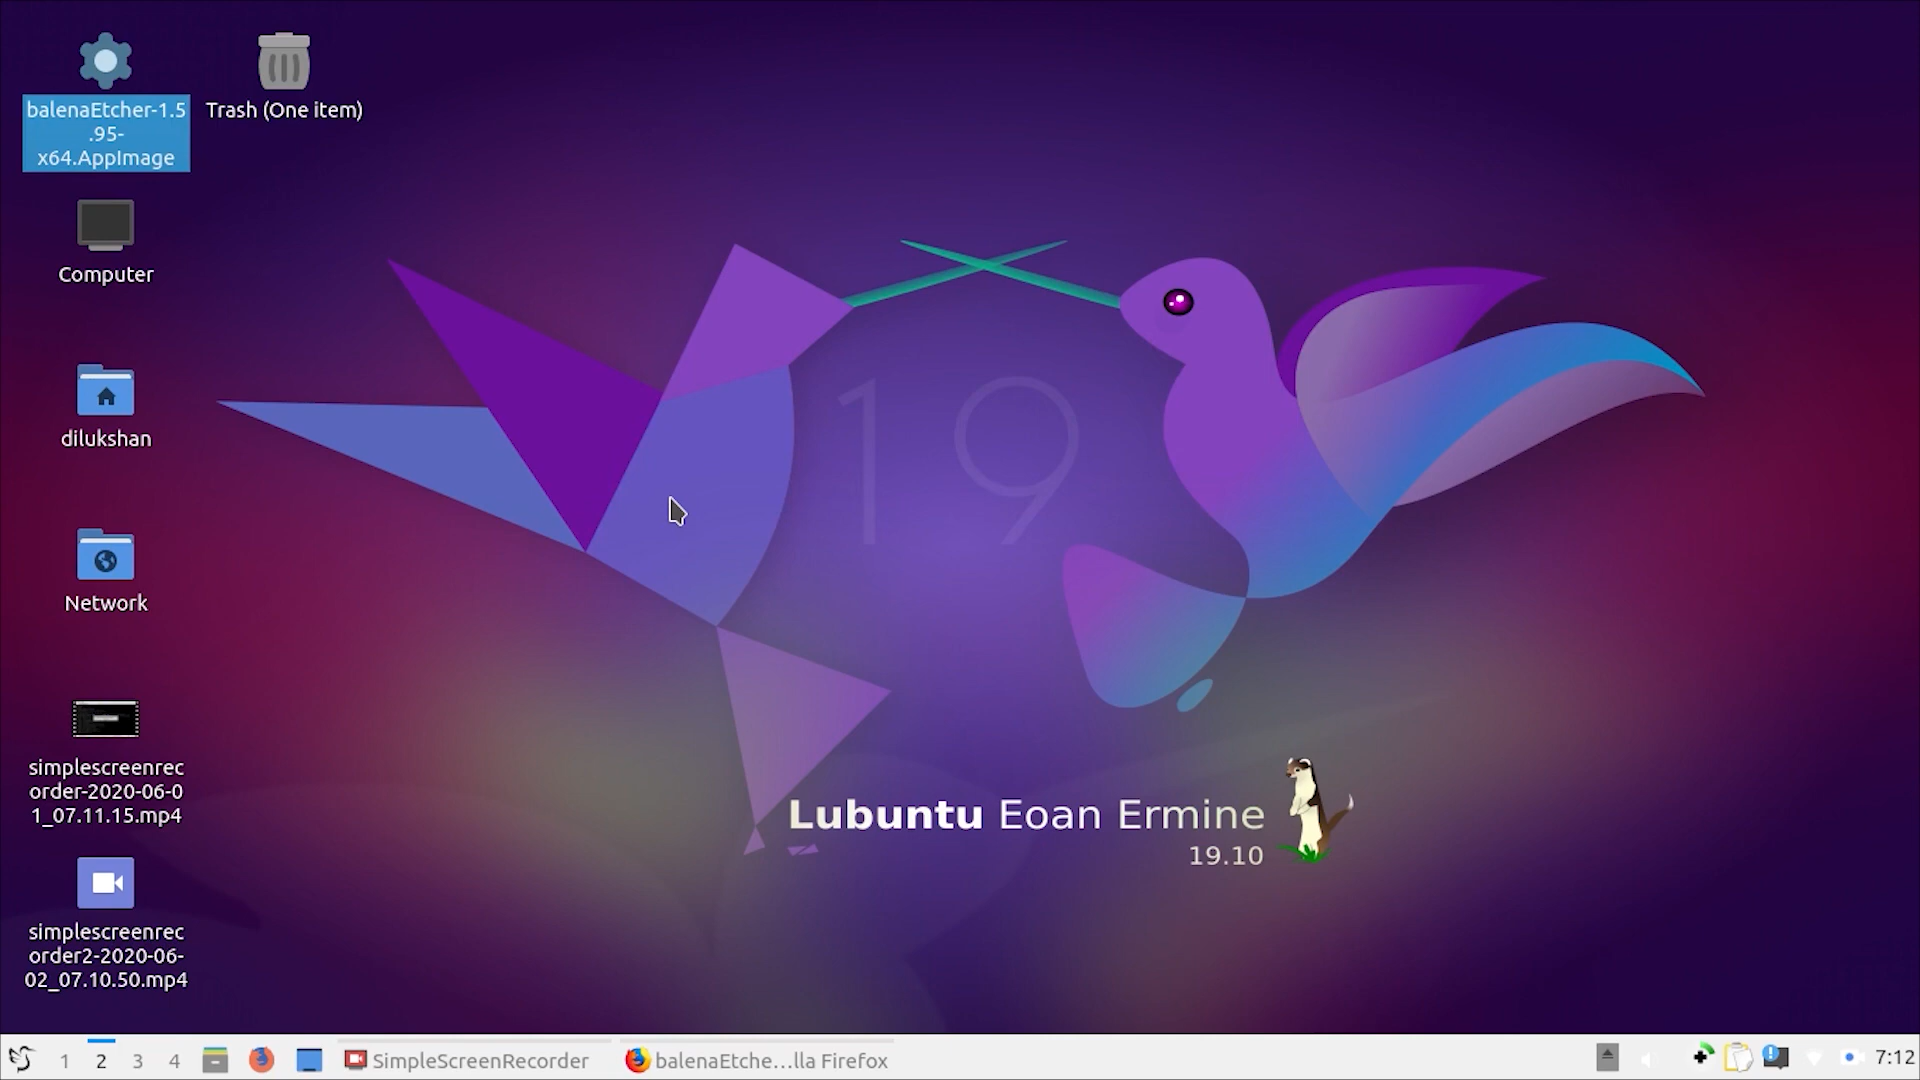 balenaEtcher-1.5
.95-
x64.AppImage
Trash (One item)
Computer
dilukshan
Network
simplescreenrec
order-2020-06-0
1_07.11.15.mp4
simplescreenrec
order2-2020-06-
02_07.10.50.mp4
19
Lubuntu Eoan Ermine
19.10
1 2 3 4 SimpleScreenRecorder balenaEtche...lla Firefox 7:12